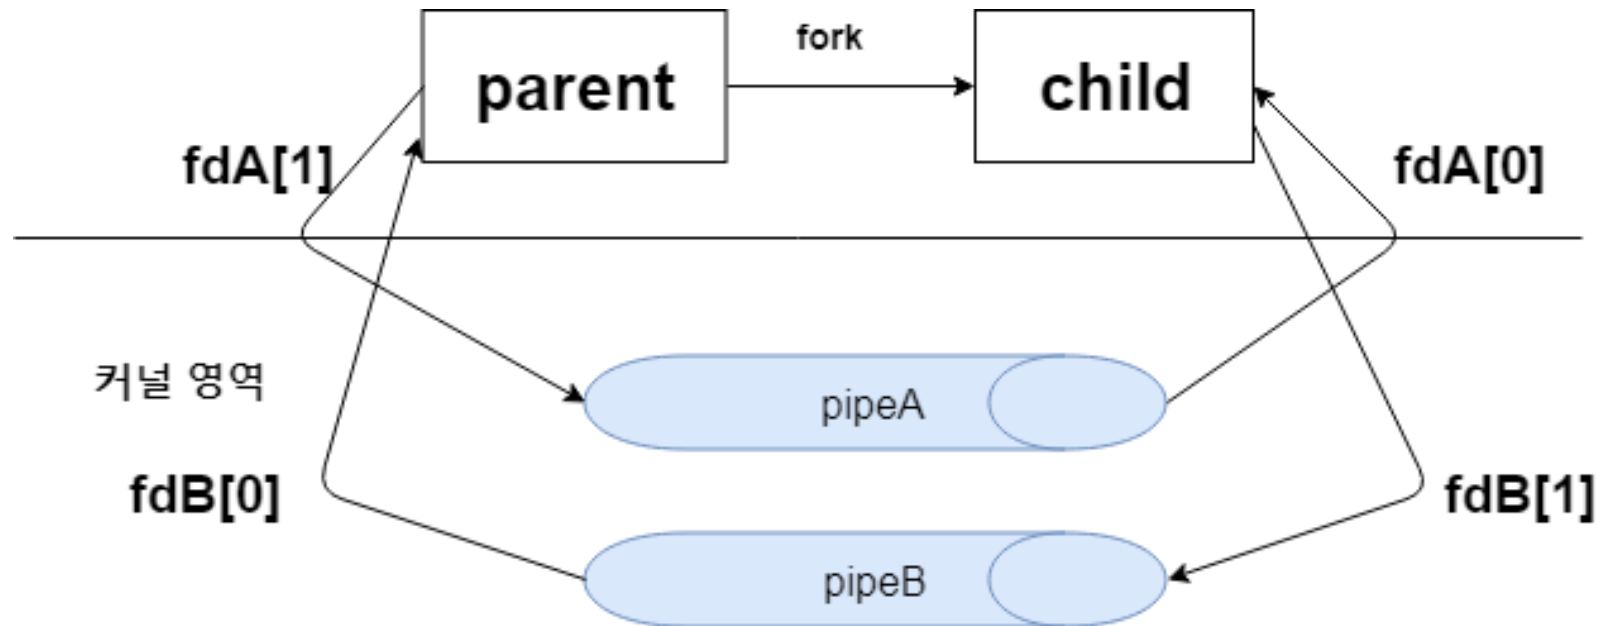 fork
parent
child
fdA[1]
fdA[0]
커널 영역
pipeA
fdB[0]
fdB[1]
pipeB